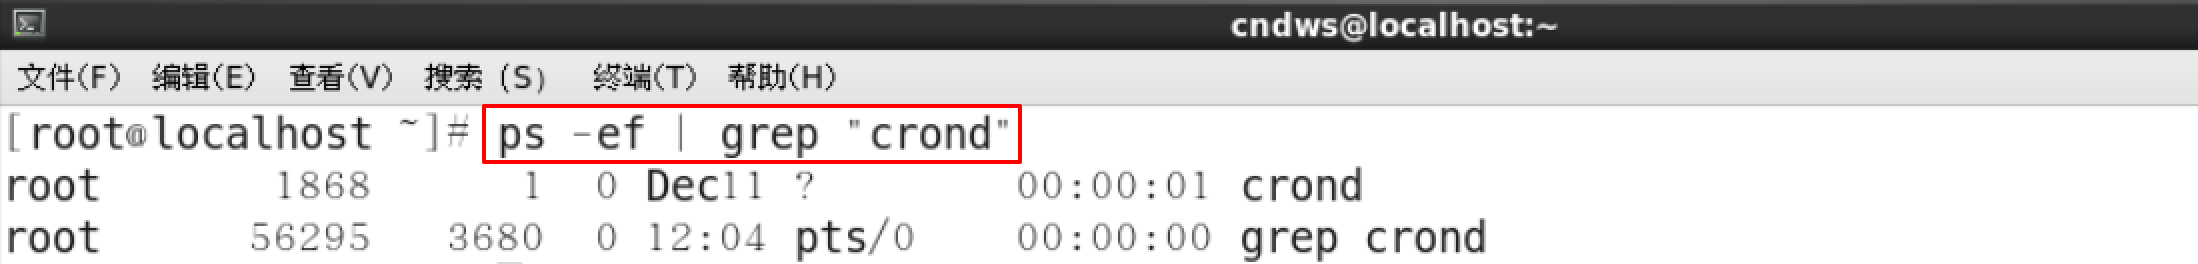 cndws@localhost:~
文件(F) 编辑(E) 查看(V) 搜索 (S) 终端(T) 帮助(H)
[root@localhost ~]# ps -ef | grep "crond"
root 1868 1 0 Dec11 ? 00:00:01 crond
root 56295 3680 0 12:04 pts/0 00:00:00 grep crond